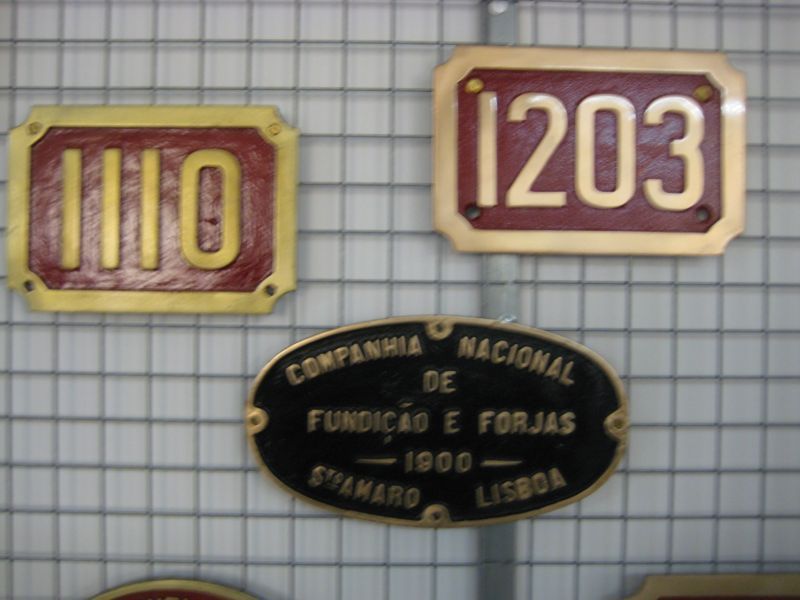 1110
1203
COMPANHIA NACIONAL
DE
FUNDIÇÃO E FORJAS
— 1900 —
STO AMARO LISBOA